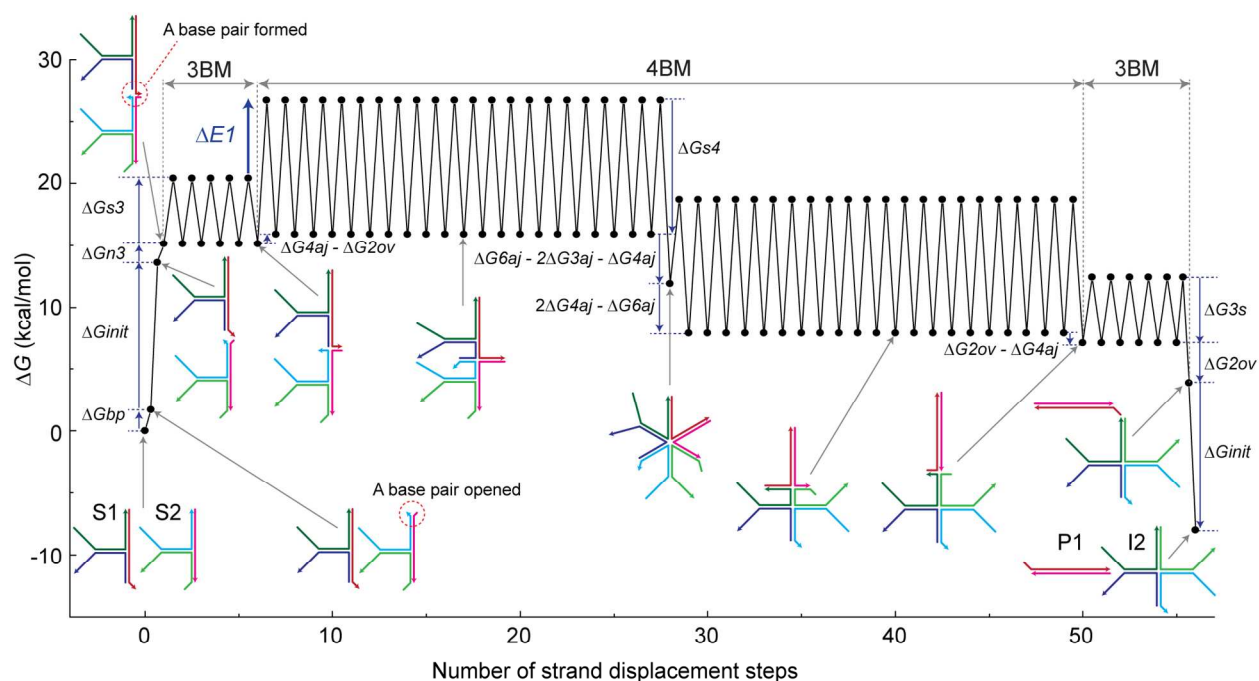 A base pair formed
3BM
4BM
3BM
ΔG (kcal/mol)
30
20
10
0
-10
ΔE1
ΔGs4
ΔGs3
ΔGn3
ΔGinit
ΔGbp
ΔG4aj - ΔG2ov
ΔG6aj - 2ΔG3aj - ΔG4aj
2ΔG4aj - ΔG6aj
ΔG2ov - ΔG4aj
ΔG3s
ΔG2ov
ΔGinit
A base pair opened
S1
S2
P1
I2
0
10
20
30
40
50
Number of strand displacement steps